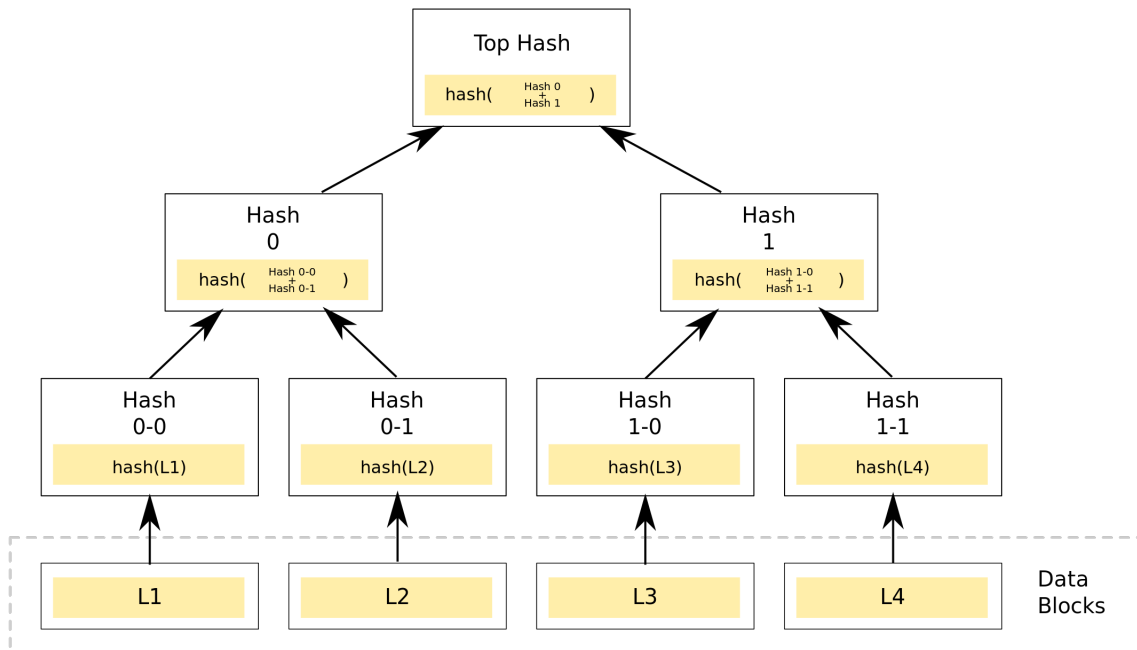 Top Hash
hash( Hash 0 + Hash 1 )
Hash
0
hash( Hash 0-0 + Hash 0-1 )
Hash
1
hash( Hash 1-0 + Hash 1-1 )
Hash
0-0
hash(L1)
Hash
0-1
hash(L2)
Hash
1-0
hash(L3)
Hash
1-1
hash(L4)
L1
L2
L3
L4
Data
Blocks